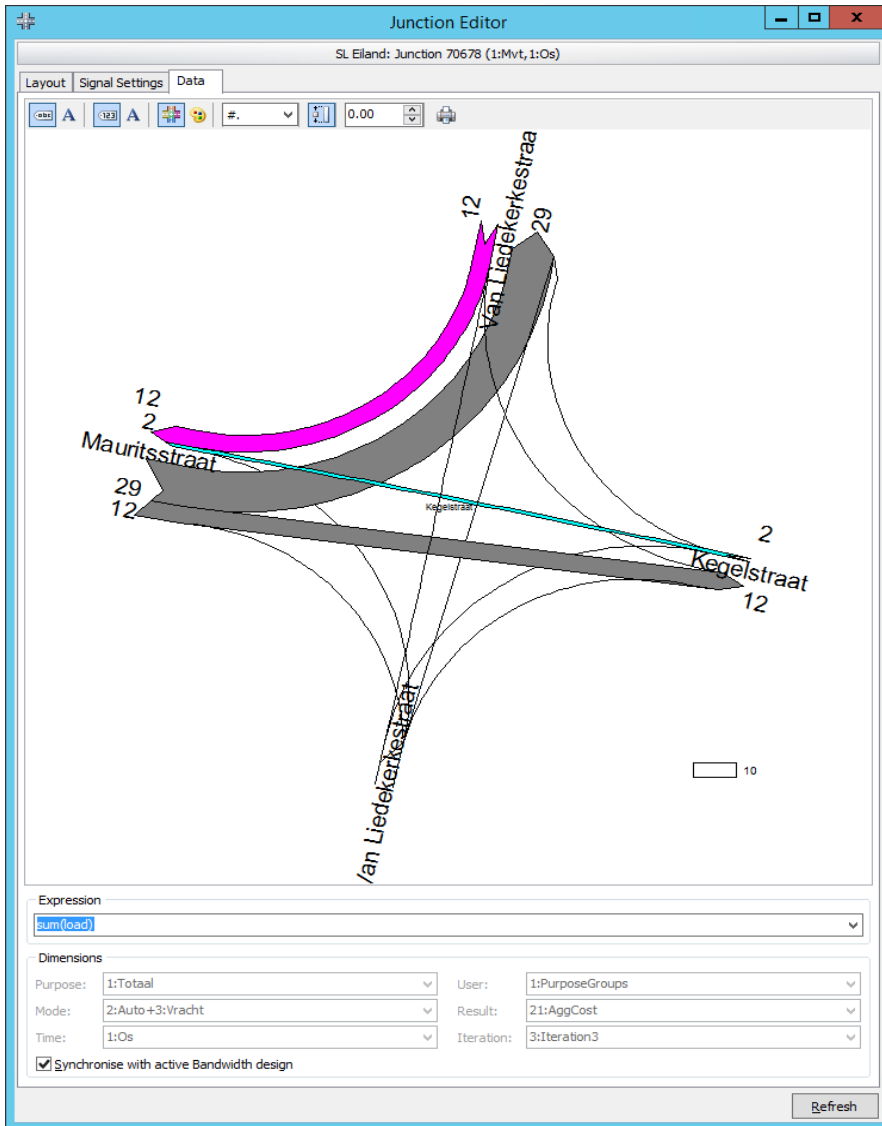 Junction Editor
SL Eiland: Junction 70678 (1:Mvt,1:Os)
Layout Signal Settings Data
abc A 123 A #. 0.00
Van Liedekerkestraa
12
29
12
2
Mauritsstraat
29
12
Kegelstraat
2
Kegelstraat
12
Van Liedekerkestraat
10
Expression
sum(load)
Dimensions
Purpose: 1:Totaal User: 1:PurposeGroups
Mode: 2:Auto+3:Vracht Result: 21:AggCost
Time: 1:Os Iteration: 3:Iteration3
Synchronise with active Bandwidth design
Refresh